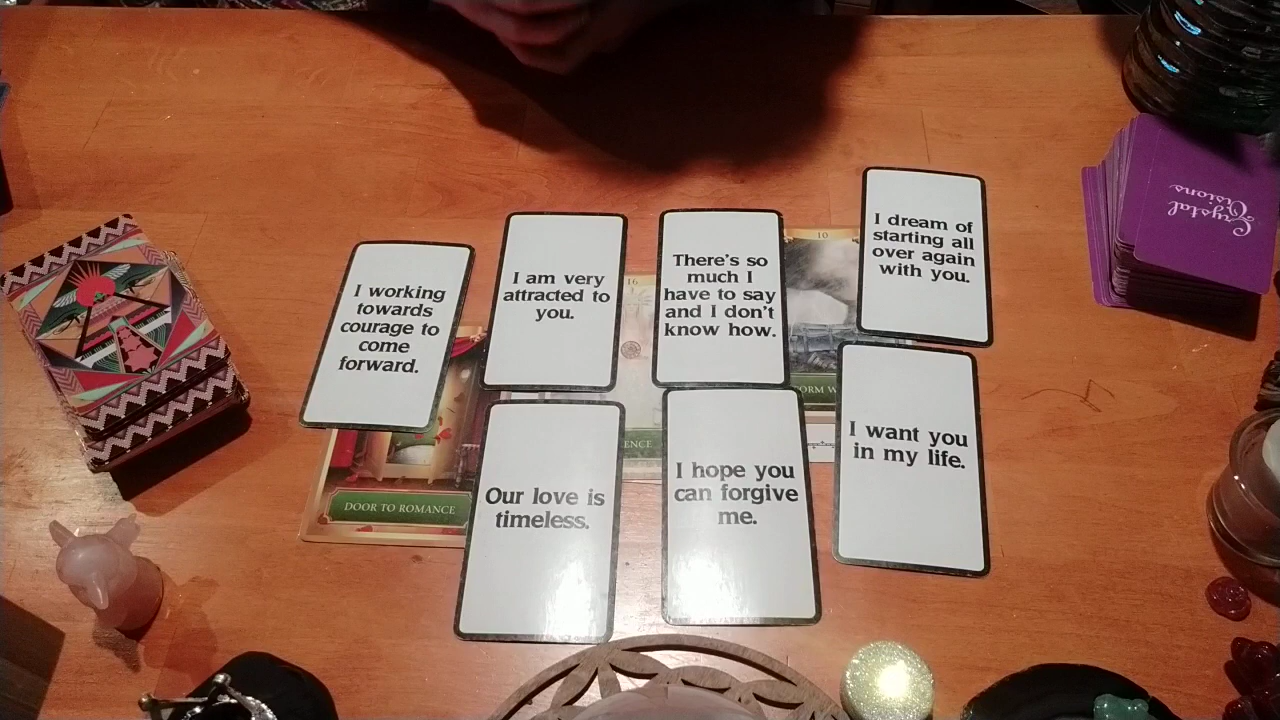 I working
towards
courage to
come
forward.
I am very
attracted to
you.
There's so
much I
have to say
and I don't
know how.
I dream of
starting all
over again
with you.
Our love is
timeless.
I hope you
can forgive
me.
I want you
in my life.
DOOR TO ROMANCE
16
ENCE
10
ORM W
Crystal
Visions